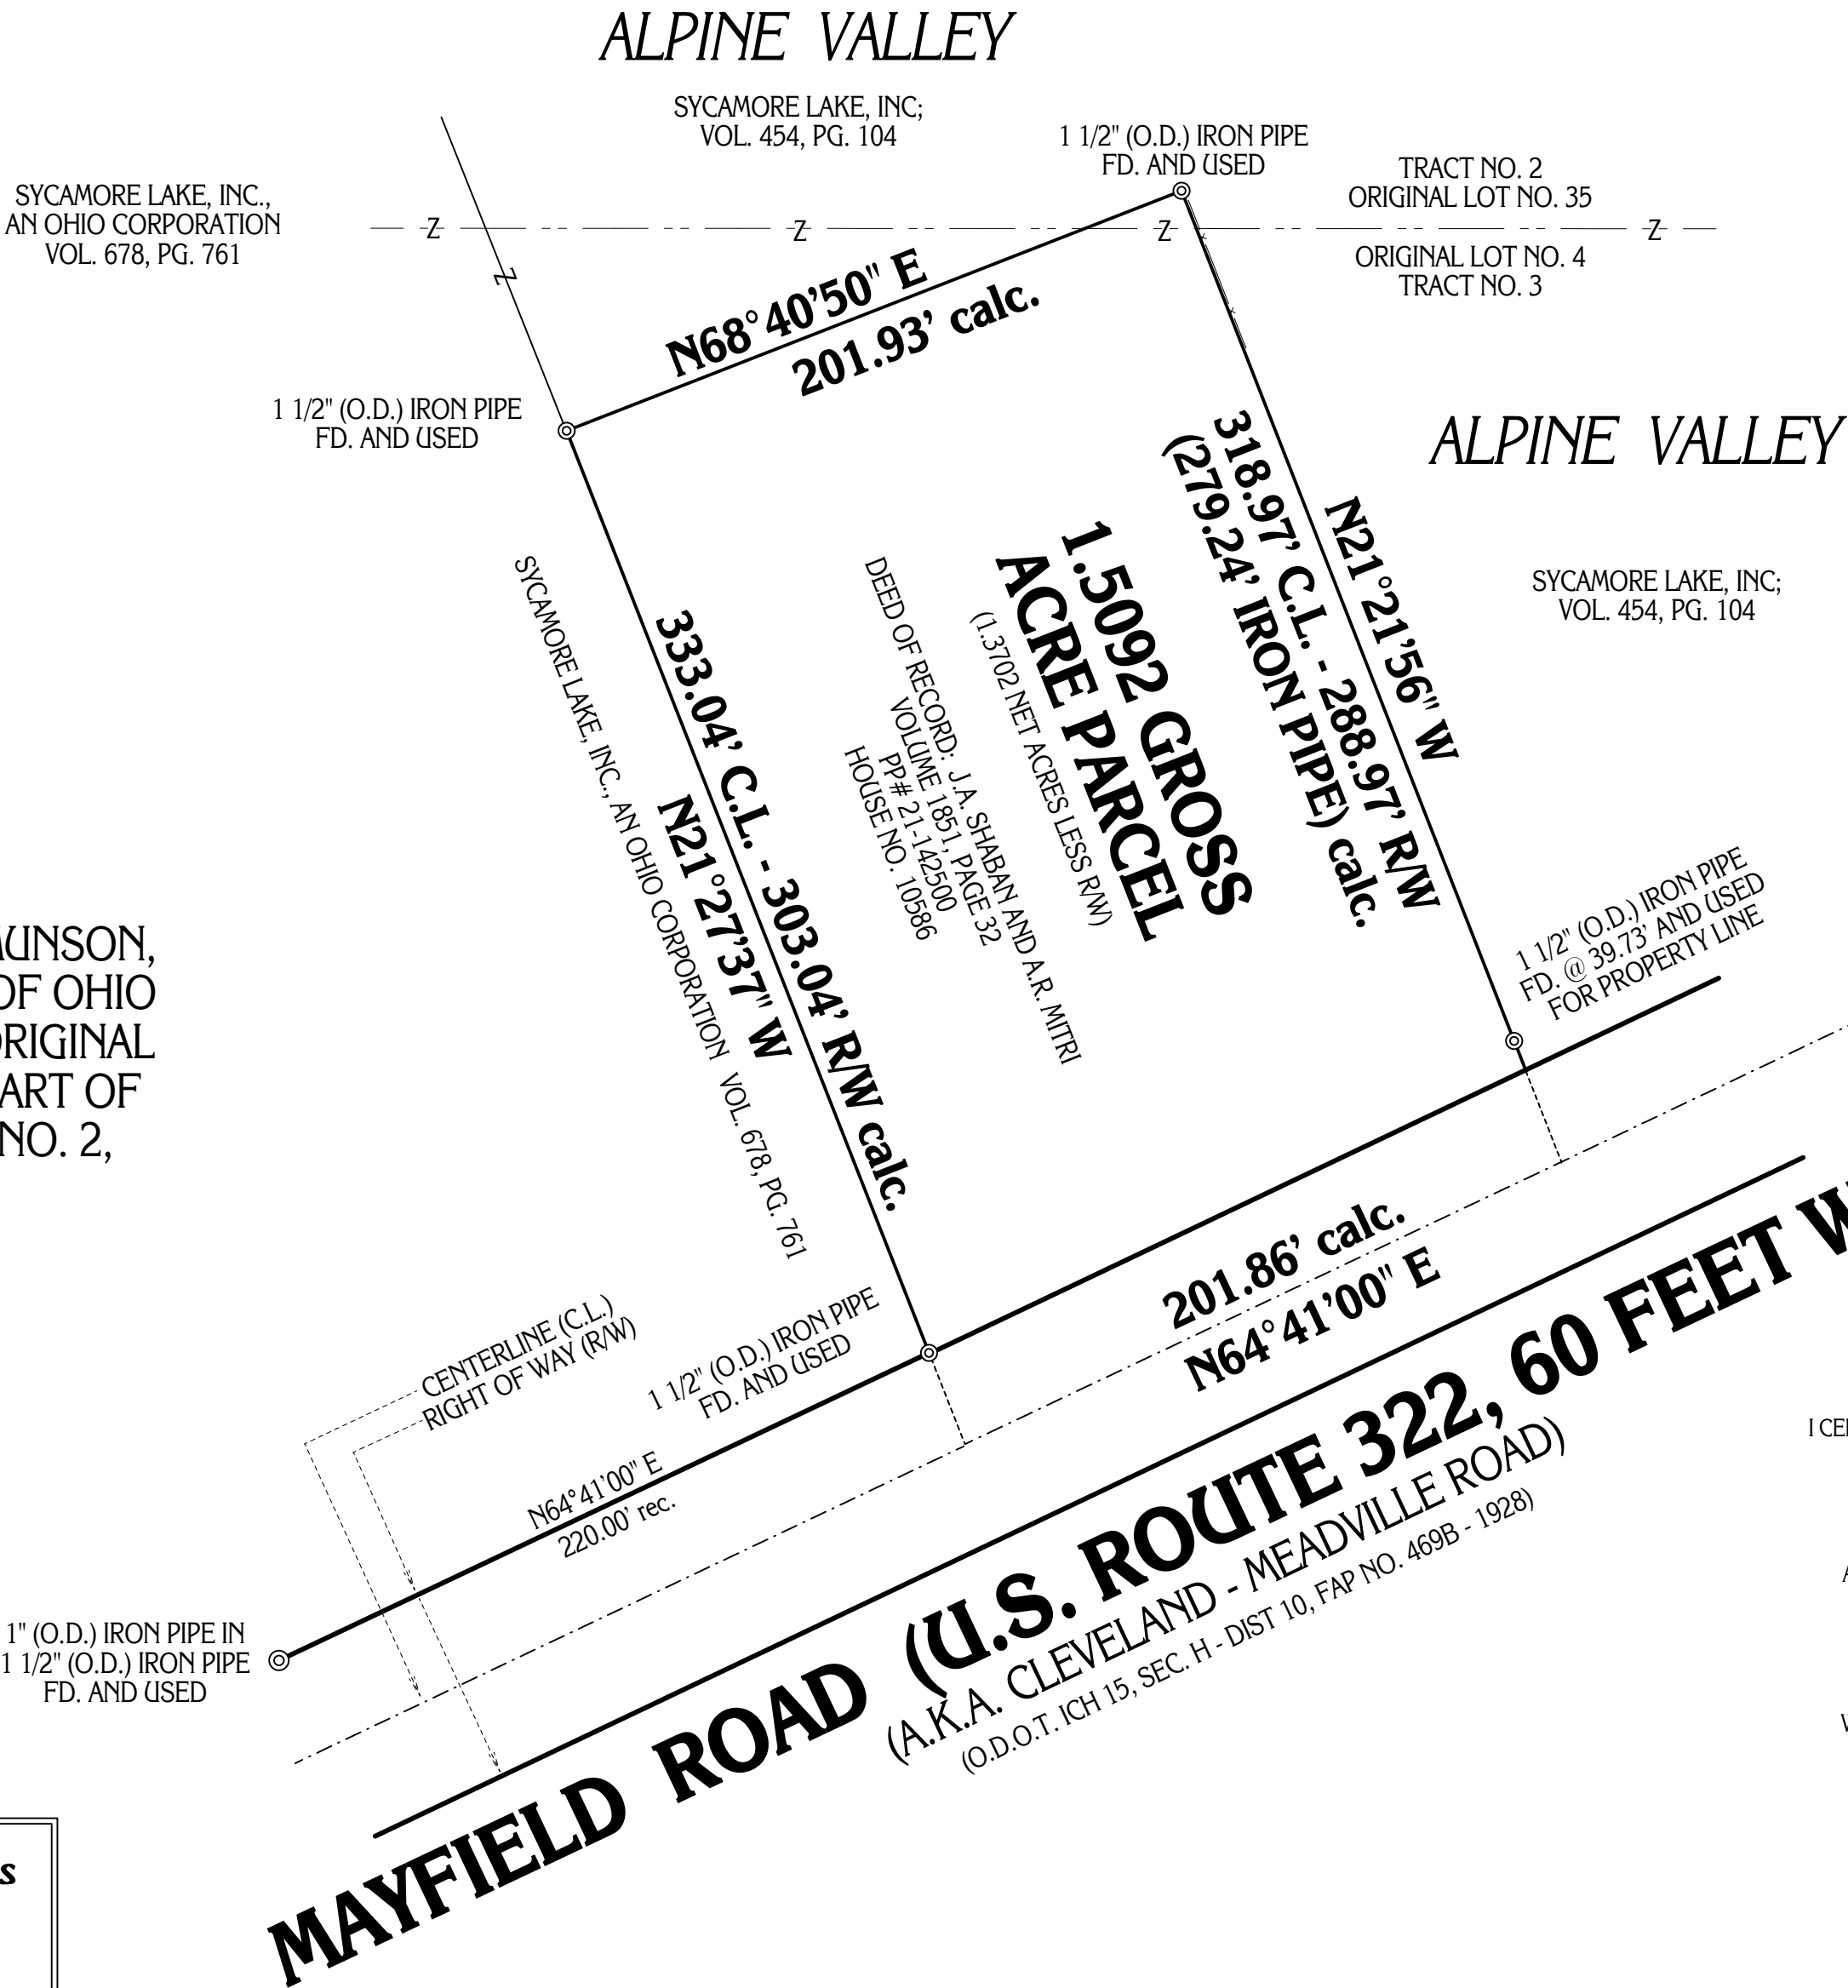 ALPINE VALLEY
SYCAMORE LAKE, INC;
VOL. 454, PG. 104
1 1/2" (O.D.) IRON PIPE
FD. AND USED
TRACT NO. 2
ORIGINAL LOT NO. 35
SYCAMORE LAKE, INC.,
AN OHIO CORPORATION
VOL. 678, PG. 761
Z
Z
Z
Z
Z
ORIGINAL LOT NO. 4
TRACT NO. 3
N68°40'50" E
201.93' calc.
1 1/2" (O.D.) IRON PIPE
FD. AND USED
ALPINE VALLEY
SYCAMORE LAKE, INC;
VOL. 454, PG. 104
N21°21'56" W
318.97' C.L. - 288.97' R/W
(279.24' IRON PIPE) calc.
1.5092 GROSS
ACRE PARCEL
(1.3702 NET ACRES LESS R/W)
DEED OF RECORD: J.A. SHABAN AND A.R. MITRI
VOLUME 1851, PAGE 32
PP# 21-142500
HOUSE NO. 10586
333.04' C.L. - 303.04' R/W calc.
N21°27'37" W
SYCAMORE LAKE, INC., AN OHIO CORPORATION VOL. 678, PG. 761
MUNSON,
OF OHIO
ORIGINAL
ART OF
NO. 2,
1 1/2" (O.D.) IRON PIPE
FD. @ 39.73' AND USED
FOR PROPERTY LINE
201.86' calc.
N64°41'00" E
CENTERLINE (C.L.)
RIGHT OF WAY (R/W)
1 1/2" (O.D.) IRON PIPE
FD. AND USED
N64°41'00" E
220.00' rec.
1" (O.D.) IRON PIPE IN
1 1/2" (O.D.) IRON PIPE
FD. AND USED
MAYFIELD ROAD (U.S. ROUTE 322, 60 FEET W
(A.K.A. CLEVELAND - MEADVILLE ROAD)
(O.D.O.T. ICH 15, SEC. H - DIST 10, FAP NO. 469B - 1928)
I CE
s